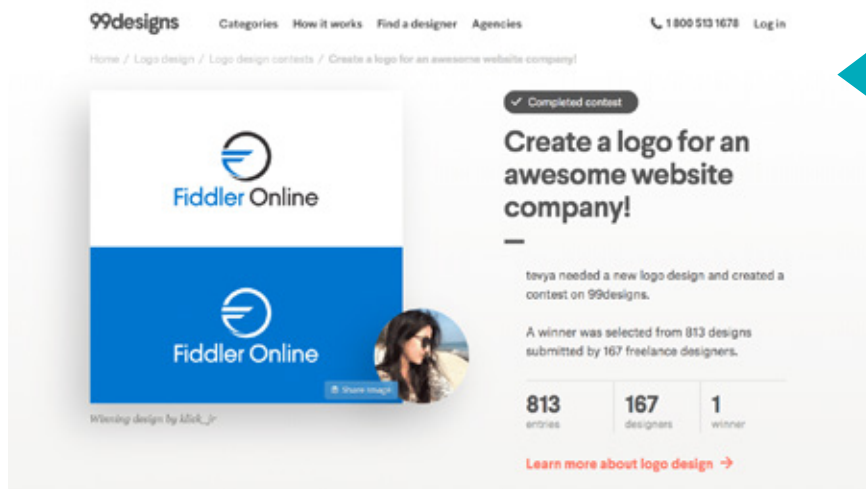 99designs Categories How it works Find a designer Agencies 1 800 513 1678 Log in
Home / Logo design / Logo design contests / Create a logo for an awesome website company!
Fiddler Online
Fiddler Online
Share image
Winning design by klick_jr
Completed contest
Create a logo for an
awesome website
company!
tevya needed a new logo design and created a
contest on 99designs.
A winner was selected from 813 designs
submitted by 167 freelance designers.
813 167 1
entries designers winner
Learn more about logo design →